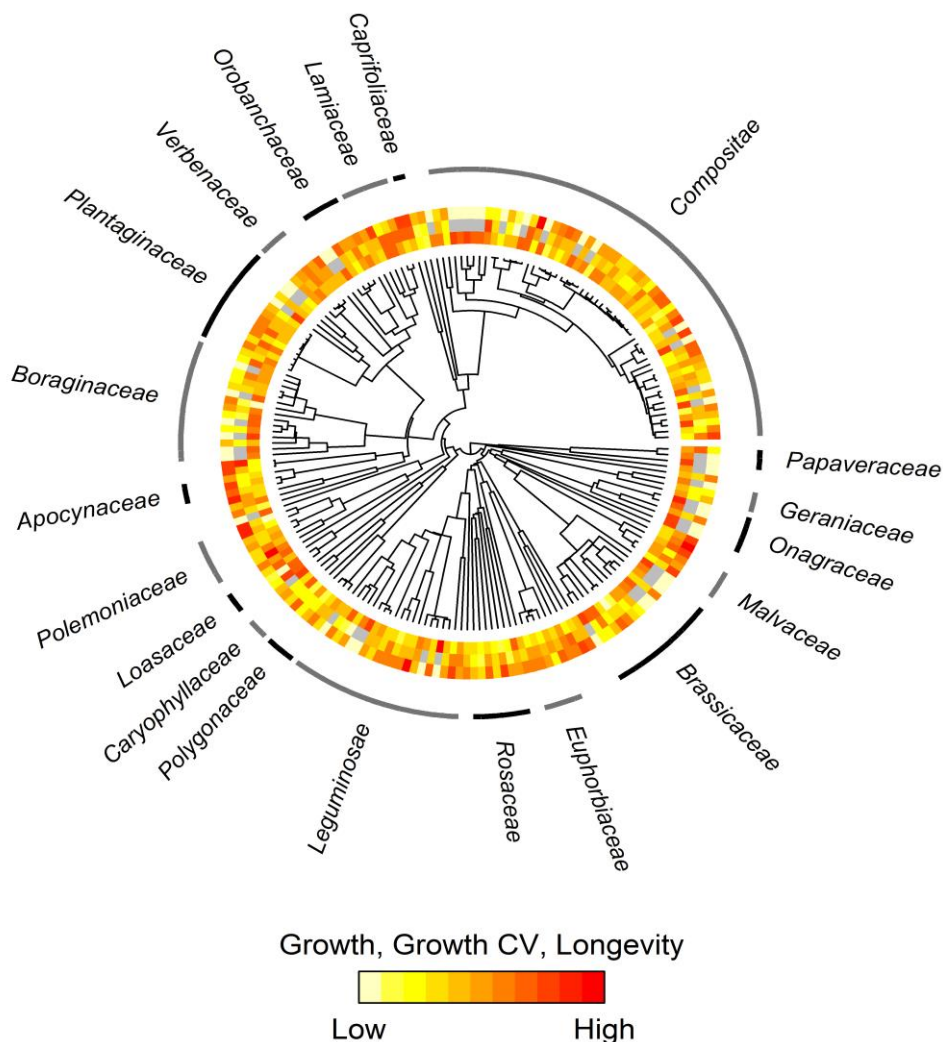 Caprifoliaceae
Lamiaceae
Orobanchaceae
Verbenaceae
Plantaginaceae
Boraginaceae
Apocynaceae
Polemoniaceae
Loasaceae
Caryophyllaceae
Polygonaceae
Leguminosae
Rosaceae
Euphorbiaceae
Brassicaceae
Malvaceae
Onagraceae
Geraniaceae
Papaveraceae
Compositae
Growth, Growth CV, Longevity
Low High